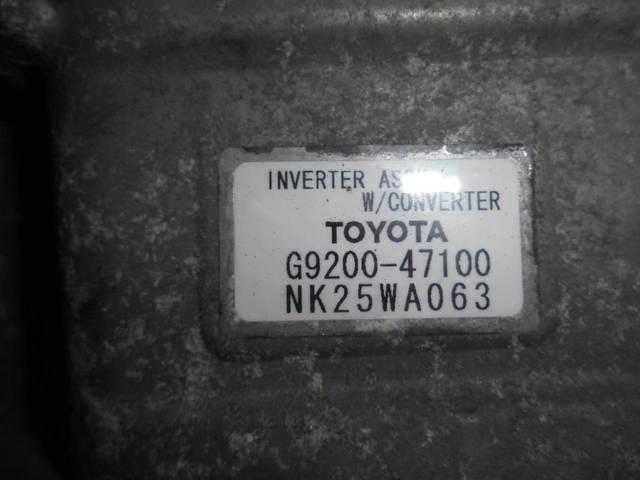 INVERTER
W/CONVERTER
TOYOTA
G9200-47100
NK25WA063